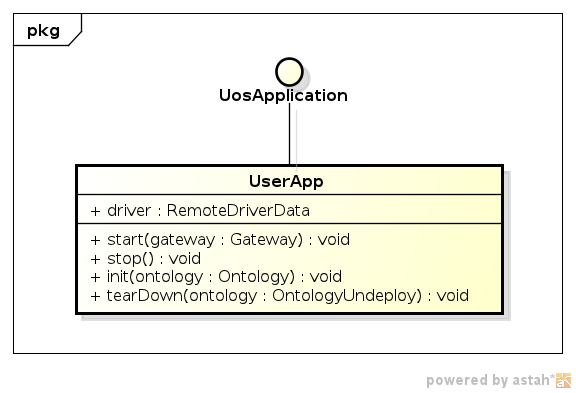 pkg
UosApplication
UserApp
+ driver : RemoteDriverData
+ start(gateway : Gateway) : void
+ stop() : void
+ init(ontology : Ontology) : void
+ tearDown(ontology : OntologyUndeploy) : void
powered by astah*